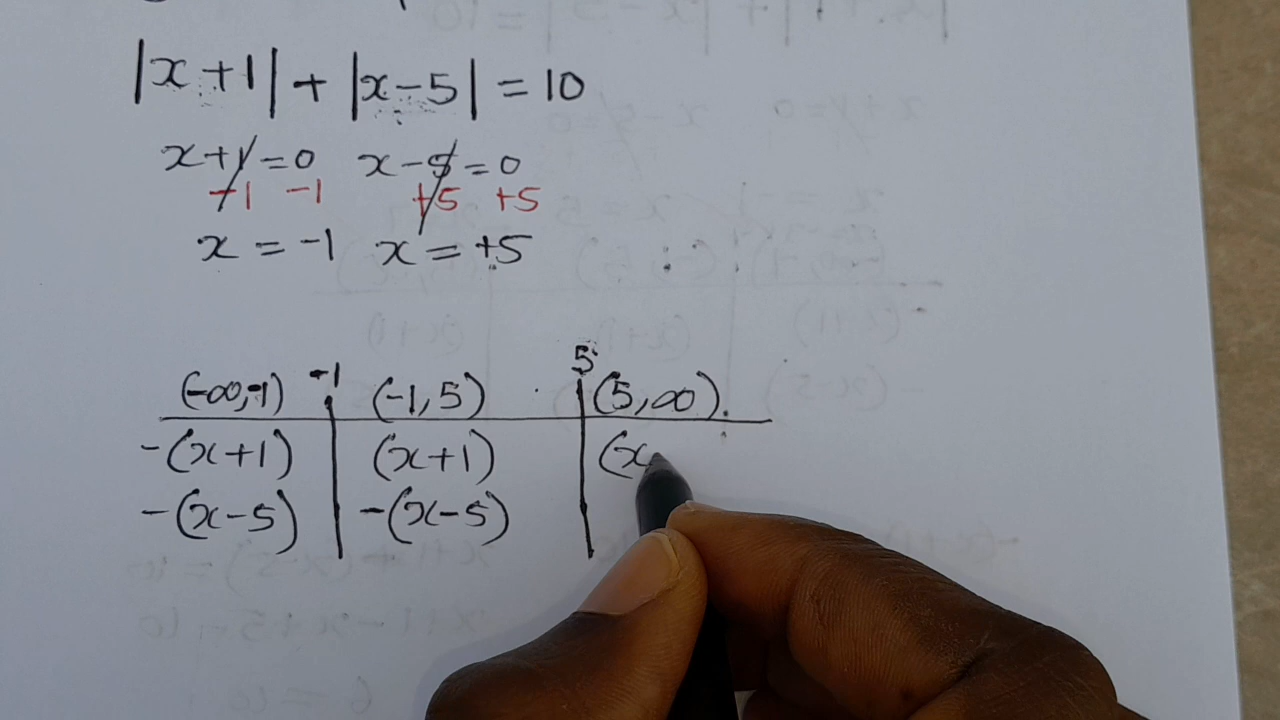 |x+1| + |x-5| = 10
x+1=0 x-5=0
-1 -1 +5 +5
x = -1 x = +5
-1 5
(-∞,-1) (-1,5) (5,∞)
-(x+1) (x+1) (x
-(x-5) -(x-5)